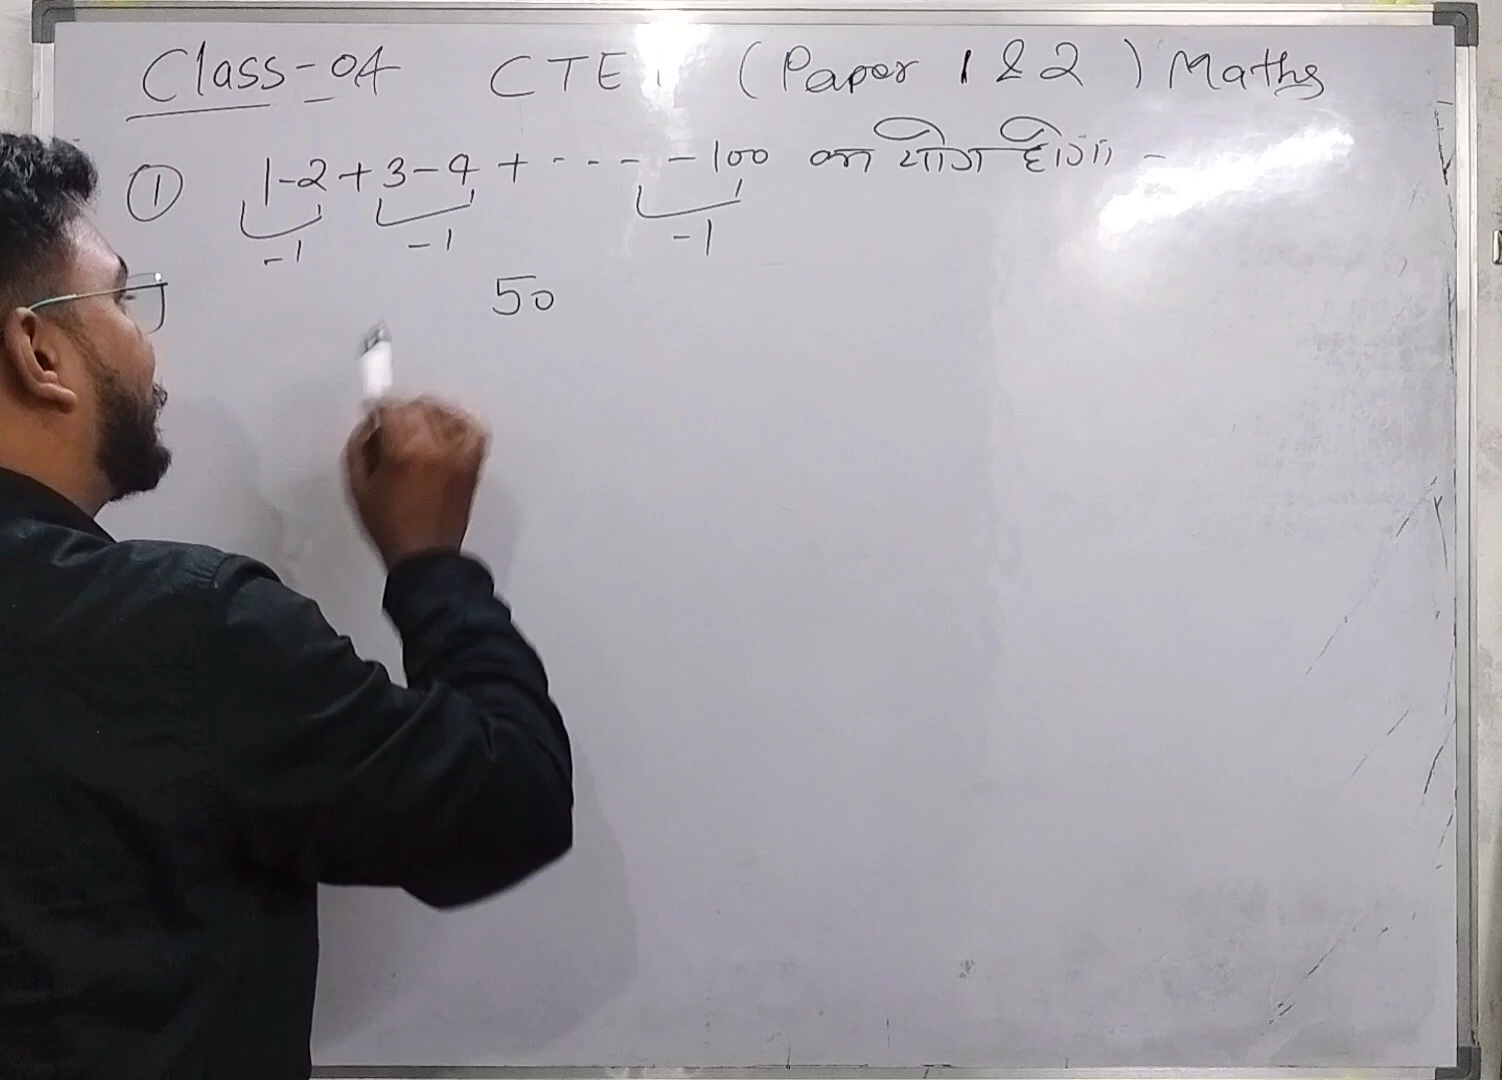 Class-04 CTET (Paper 1 & 2) Maths
① 1-2+3-4+----100 का योग होगा -
-1 -1 -1
50